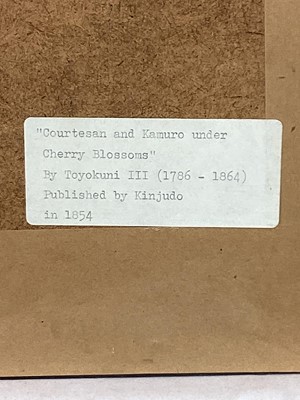 "Courtesan and Kamuro under
Cherry Blossoms"
By Toyokuni III (1786 - 1864)
Published by Kinjudo
in 1854